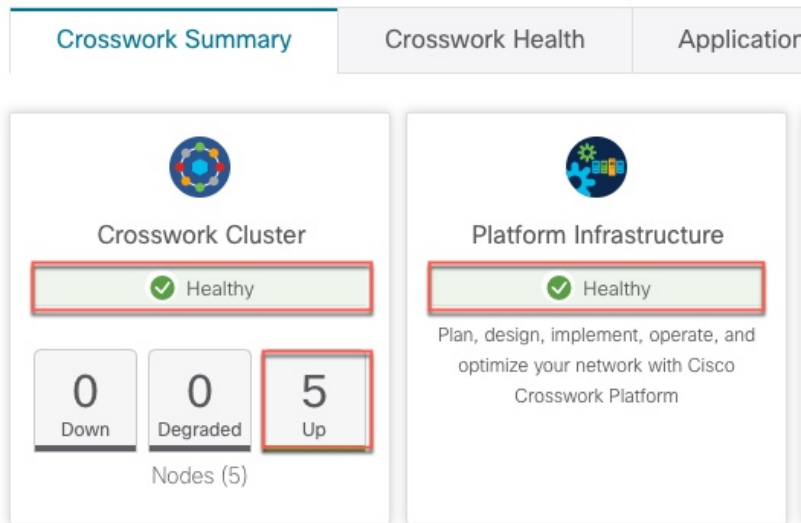 Crosswork Summary
Crosswork Health
Application
Crosswork Cluster
Healthy
0
Down
0
Degraded
5
Up
Nodes (5)
Platform Infrastructure
Healthy
Plan, design, implement, operate, and
optimize your network with Cisco
Crosswork Platform